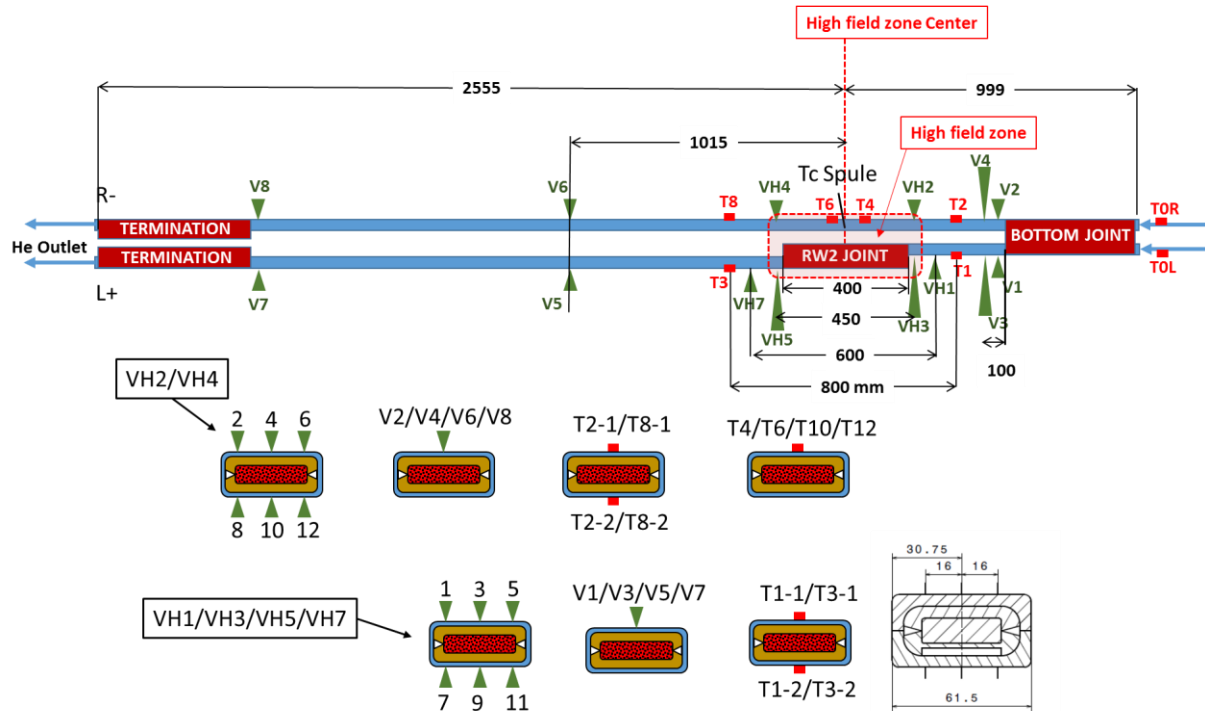 High field zone Center
2555
999
1015
High field zone
Tc Spule
R-
V8
V6
T8
VH4
T6
T4
VH2
T2
V4
V2
T0R
TERMINATION
BOTTOM JOINT
He Outlet
TERMINATION
RW2 JOINT
T0L
L+
V7
V5
T3
VH7
VH5
400
450
VH3
VH1
T1
V1
V3
600
100
800 mm
VH2/VH4
2 4 6
8 10 12
V2/V4/V6/V8
T2-1/T8-1
T2-2/T8-2
T4/T6/T10/T12
VH1/VH3/VH5/VH7
1 3 5
7 9 11
V1/V3/V5/V7
T1-1/T3-1
T1-2/T3-2
30.75
16 16
61.5